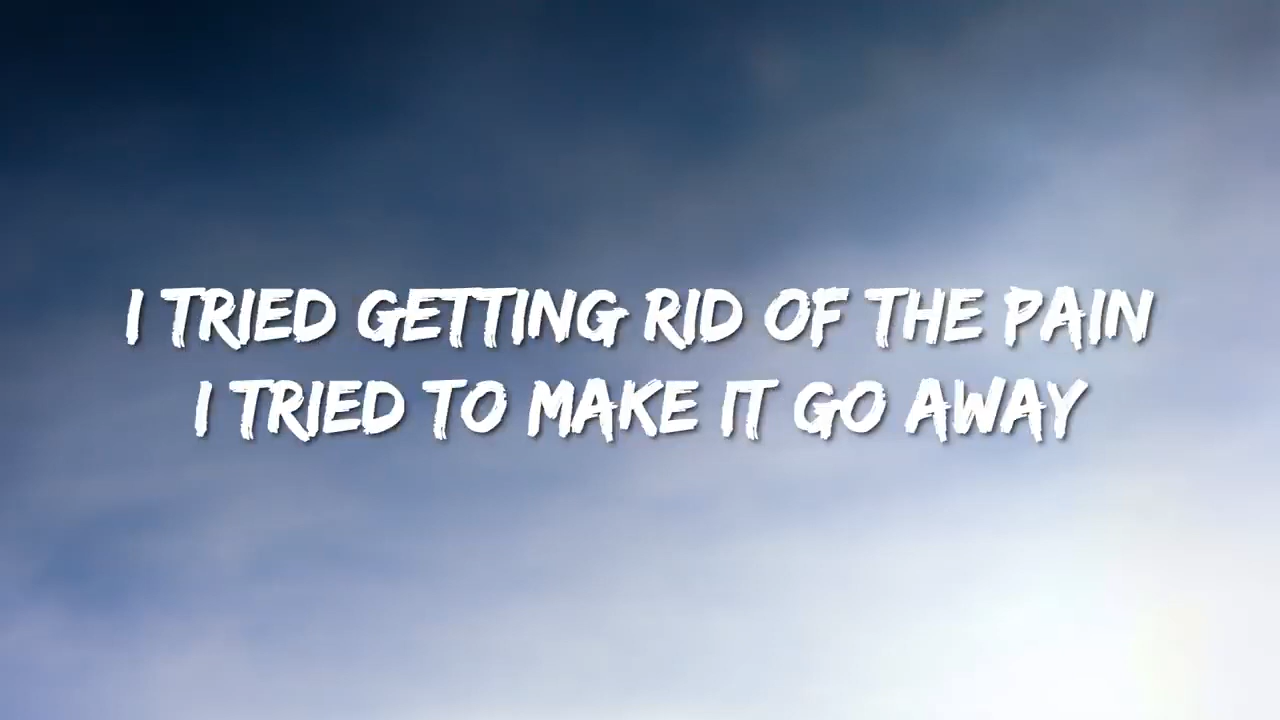 I TRIED GETTING RID OF THE PAIN
I TRIED TO MAKE IT GO AWAY